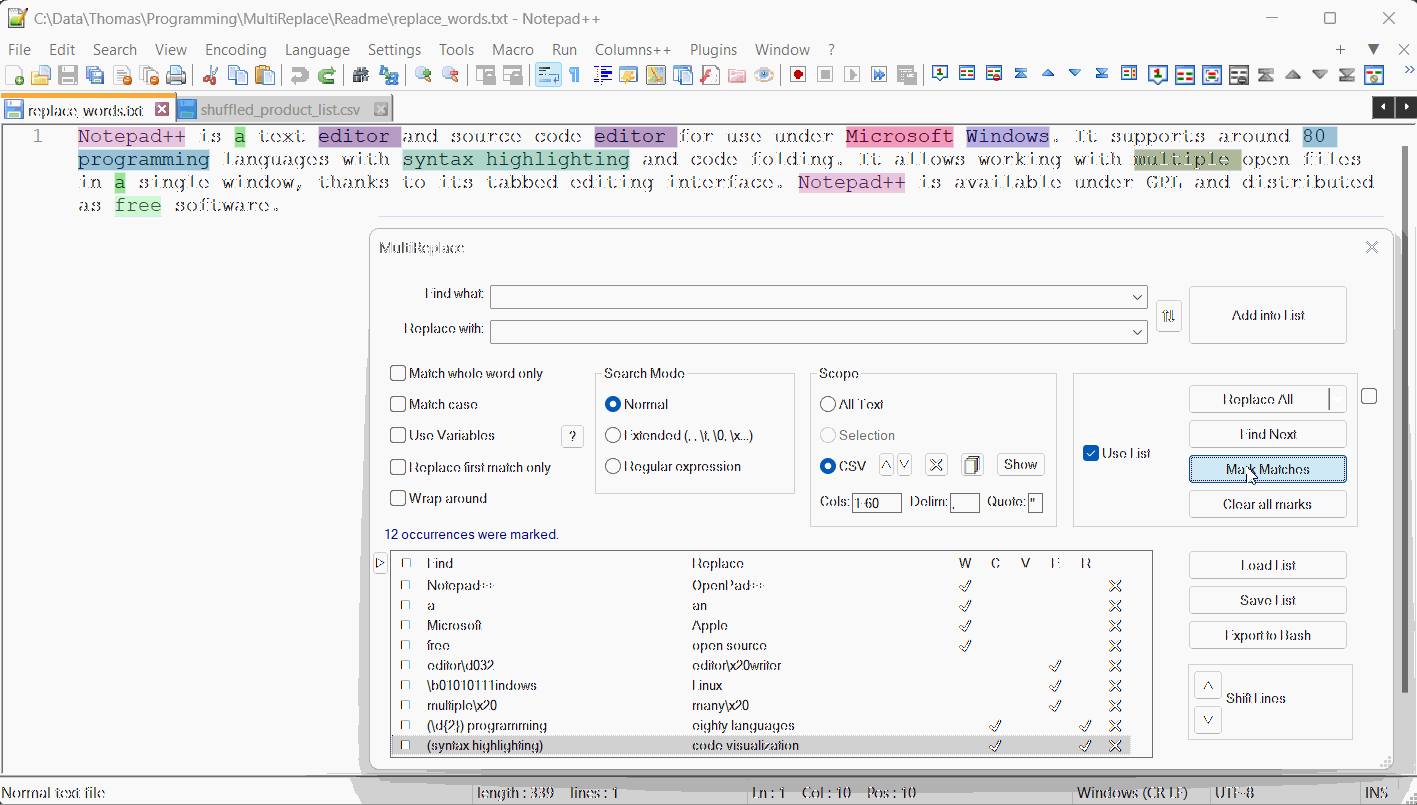 C:\Data\Thomas\Programming\MultiReplace\Readme\replace_words.txt - Notepad++
File Edit Search View Encoding Language Settings Tools Macro Run Columns++ Plugins Window ?
replace_words.txt shuffled_product_list.csv
1 Notepad++ is a text editor and source code editor for use under Microsoft Windows. It supports around 80
programming languages with syntax highlighting and code folding. It allows working with multiple open files
in a single window, thanks to its tabbed editing interface. Notepad++ is available under GPL and distributed
as free software.
MultiReplace
Find what:
Replace with:
Add into List
Match whole word only
Match case
Use Variables ?
Replace first match only
Wrap around
Search Mode
Normal
Extended (, , \t, \0, \x...)
Regular expression
Scope
All Text
Selection
CSV Show
Cols: 1-60 Delim: , Quote: "
Use List
Replace All
Find Next
Mark Matches
Clear all marks
12 occurrences were marked.
Find Replace W C V E R
Notepad++ OpenPad++
a an
Microsoft Apple
free open source
editor\d032 editor\x20writer
\b01010111indows Linux
multiple\x20 many\x20
(\d{2}) programming eighty languages
(syntax highlighting) code visualization
Load List
Save List
Export to Bash
Shift Lines
Normal text file length : 339 lines : 1 Ln : 1 Col : 10 Pos : 10 Windows (CR LF) UTF-8 INS